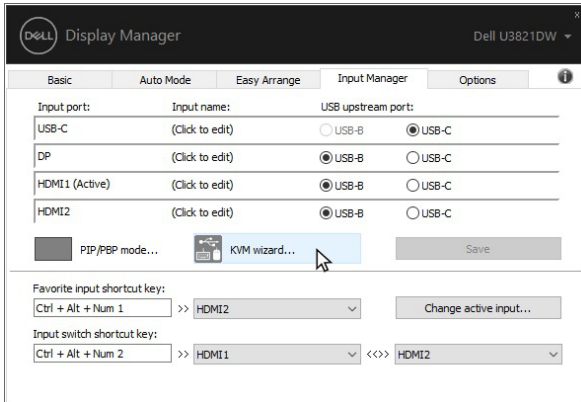 DELL Display Manager Dell U3821DW
Basic Auto Mode Easy Arrange Input Manager Options
Input port: Input name: USB upstream port:
USB-C (Click to edit) USB-B USB-C
DP (Click to edit) USB-B USB-C
HDMI1 (Active) (Click to edit) USB-B USB-C
HDMI2 (Click to edit) USB-B USB-C
PIP/PBP mode... KVM wizard... Save
Favorite input shortcut key:
Ctrl + Alt + Num 1 >> HDMI2 Change active input...
Input switch shortcut key:
Ctrl + Alt + Num 2 >> HDMI1 <<>> HDMI2